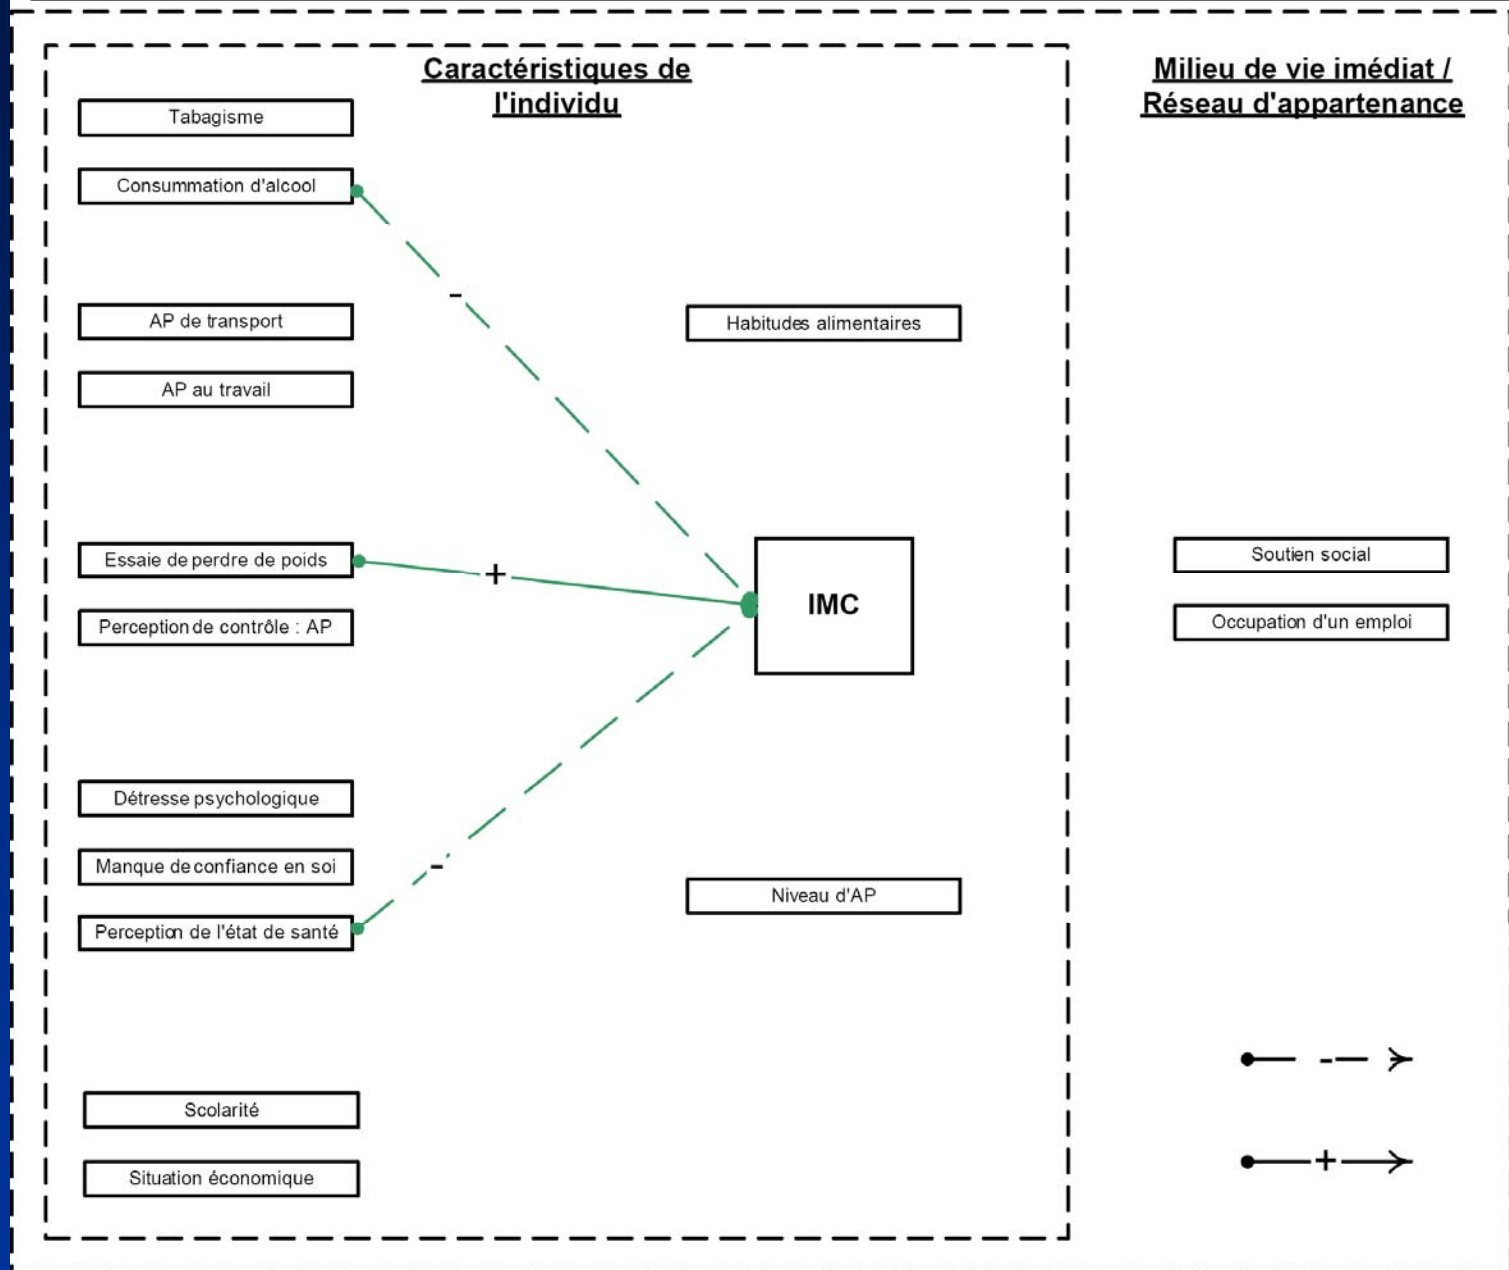 Caractéristiques de
l'individu
Milieu de vie imédiat /
Réseau d'appartenance
Tabagisme
Consummation d'alcool
-
AP de transport
Habitudes alimentaires
AP au travail
Essaie de perdre de poids
+
IMC
Soutien social
Perception de contrôle : AP
Occupation d'un emploi
Détresse psychologique
Manque de confiance en soi
-
Niveau d'AP
Perception de l'état de santé
-
Scolarité
+
Situation économique